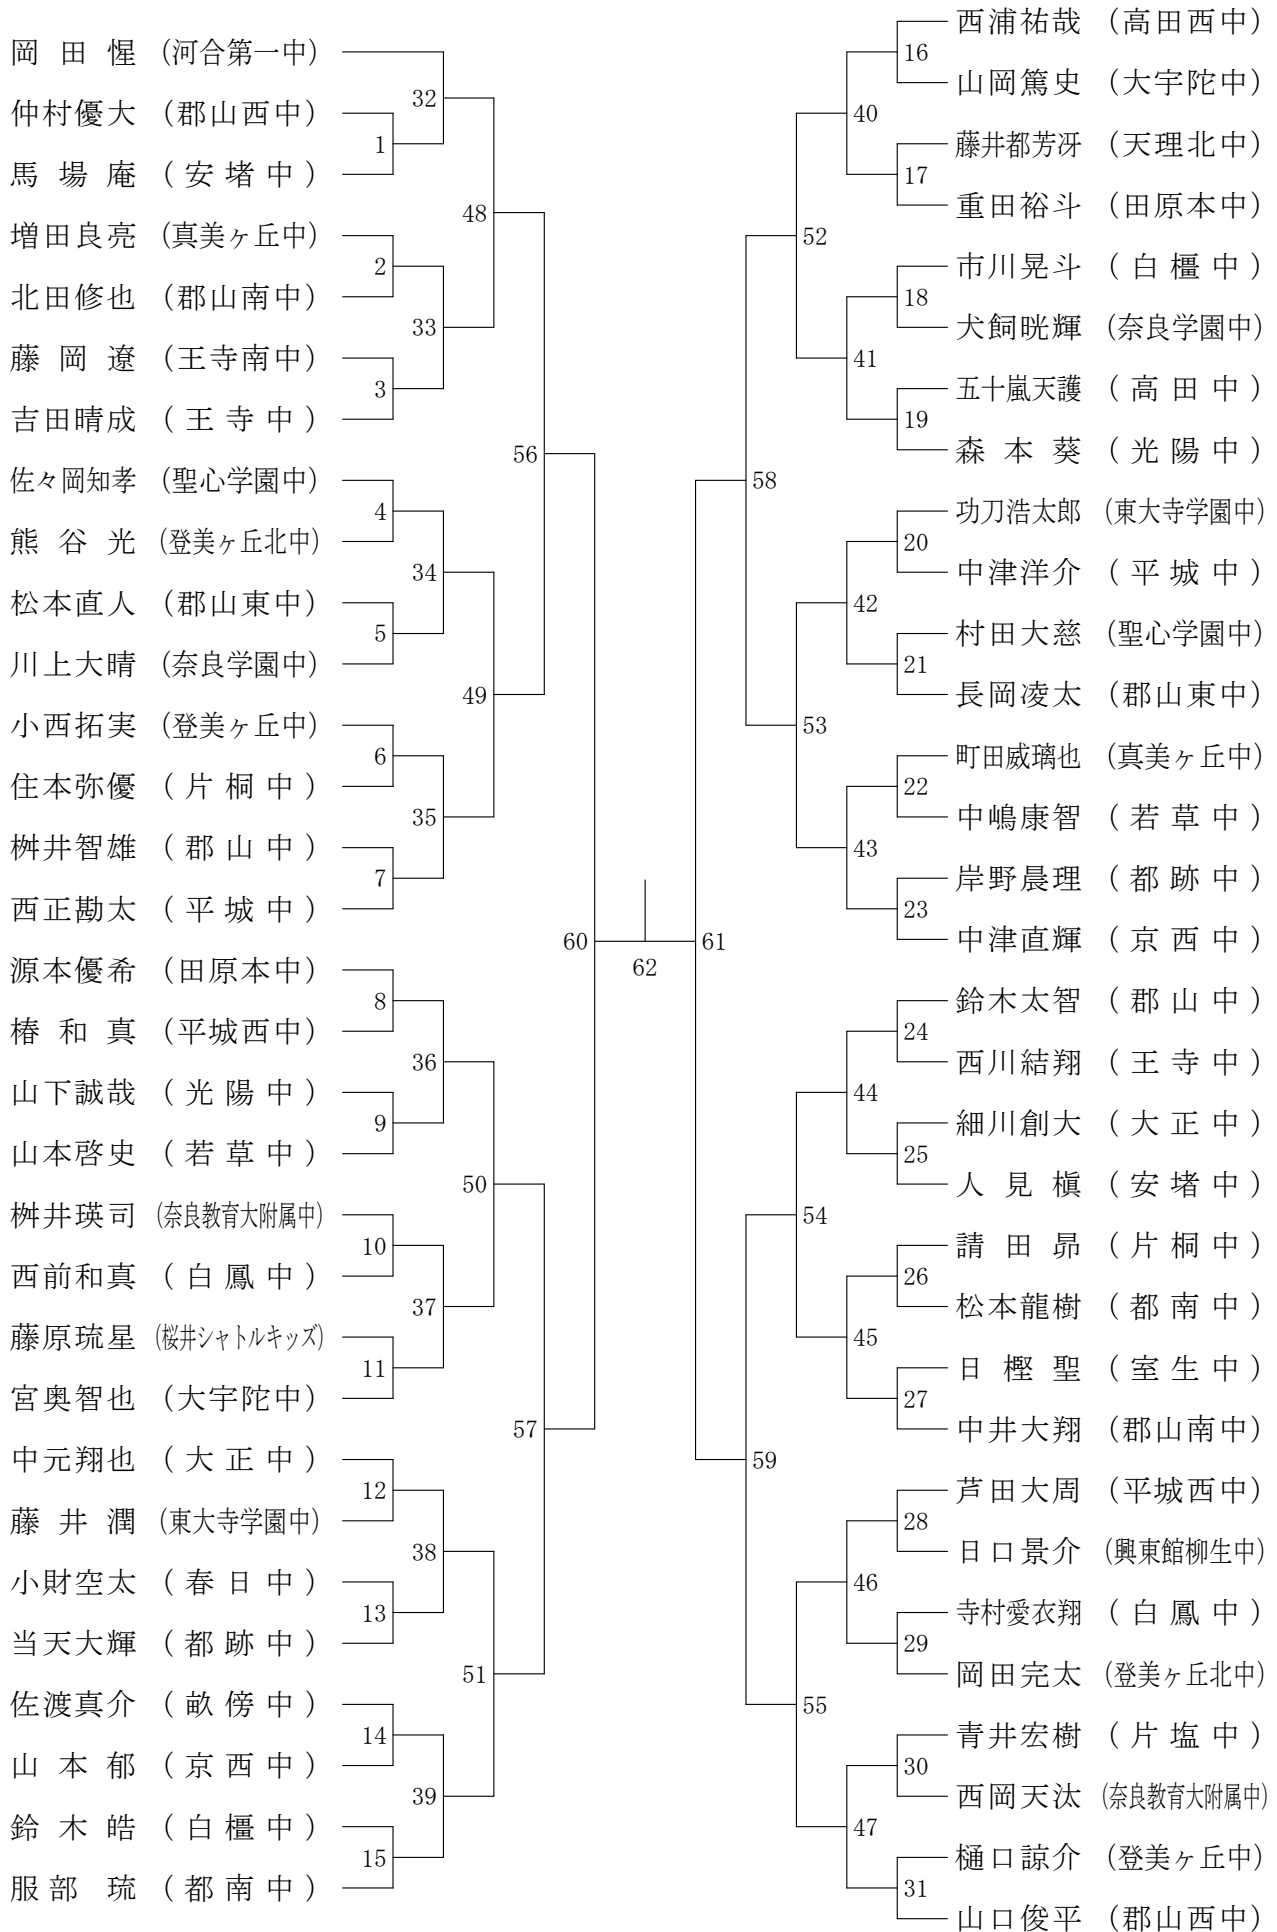 岡田惺 (河合第一中)
仲村優大 (郡山西中)
馬場庵 (安堵中)
増田良亮 (真美ヶ丘中)
北田修也 (郡山南中)
藤岡遼 (王寺南中)
吉田晴成 (王寺中)
佐々岡知孝 (聖心学園中)
熊谷光 (登美ヶ丘北中)
松本直人 (郡山東中)
川上大晴 (奈良学園中)
小西拓実 (登美ヶ丘中)
住本弥優 (片桐中)
桝井智雄 (郡山中)
西正勘太 (平城中)
源本優希 (田原本中)
椿和真 (平城西中)
山下誠哉 (光陽中)
山本啓史 (若草中)
桝井瑛司 (奈良教育大附属中)
西前和真 (白鳳中)
藤原琉星 (桜井シャトルキッズ)
宮奥智也 (大宇陀中)
中元翔也 (大正中)
藤井潤 (東大寺学園中)
小財空太 (春日中)
当天大輝 (都跡中)
佐渡真介 (畝傍中)
山本郁 (京西中)
鈴木皓 (白橿中)
服部琉 (都南中)
1
2
3
4
5
6
7
8
9
10
11
12
13
14
15
32
33
34
35
36
37
38
39
48
49
50
51
56
57
60
62
61
58
59
52
53
54
55
40
41
42
43
44
45
46
47
16
17
18
19
20
21
22
23
24
25
26
27
28
29
30
31
西浦祐哉 (高田西中)
山岡篤史 (大宇陀中)
藤井都芳冴 (天理北中)
重田裕斗 (田原本中)
市川晃斗 (白橿中)
犬飼晄輝 (奈良学園中)
五十嵐天護 (高田中)
森本葵 (光陽中)
功刀浩太郎 (東大寺学園中)
中津洋介 (平城中)
村田大慈 (聖心学園中)
長岡凌太 (郡山東中)
町田威璃也 (真美ヶ丘中)
中嶋康智 (若草中)
岸野晨理 (都跡中)
中津直輝 (京西中)
鈴木太智 (郡山中)
西川結翔 (王寺中)
細川創大 (大正中)
人見槇 (安堵中)
請田昴 (片桐中)
松本龍樹 (都南中)
日樫聖 (室生中)
中井大翔 (郡山南中)
芦田大周 (平城西中)
日口景介 (興東館柳生中)
寺村愛衣翔 (白鳳中)
岡田完太 (登美ヶ丘北中)
青井宏樹 (片塩中)
西岡天汰 (奈良教育大附属中)
樋口諒介 (登美ヶ丘中)
山口俊平 (郡山西中)